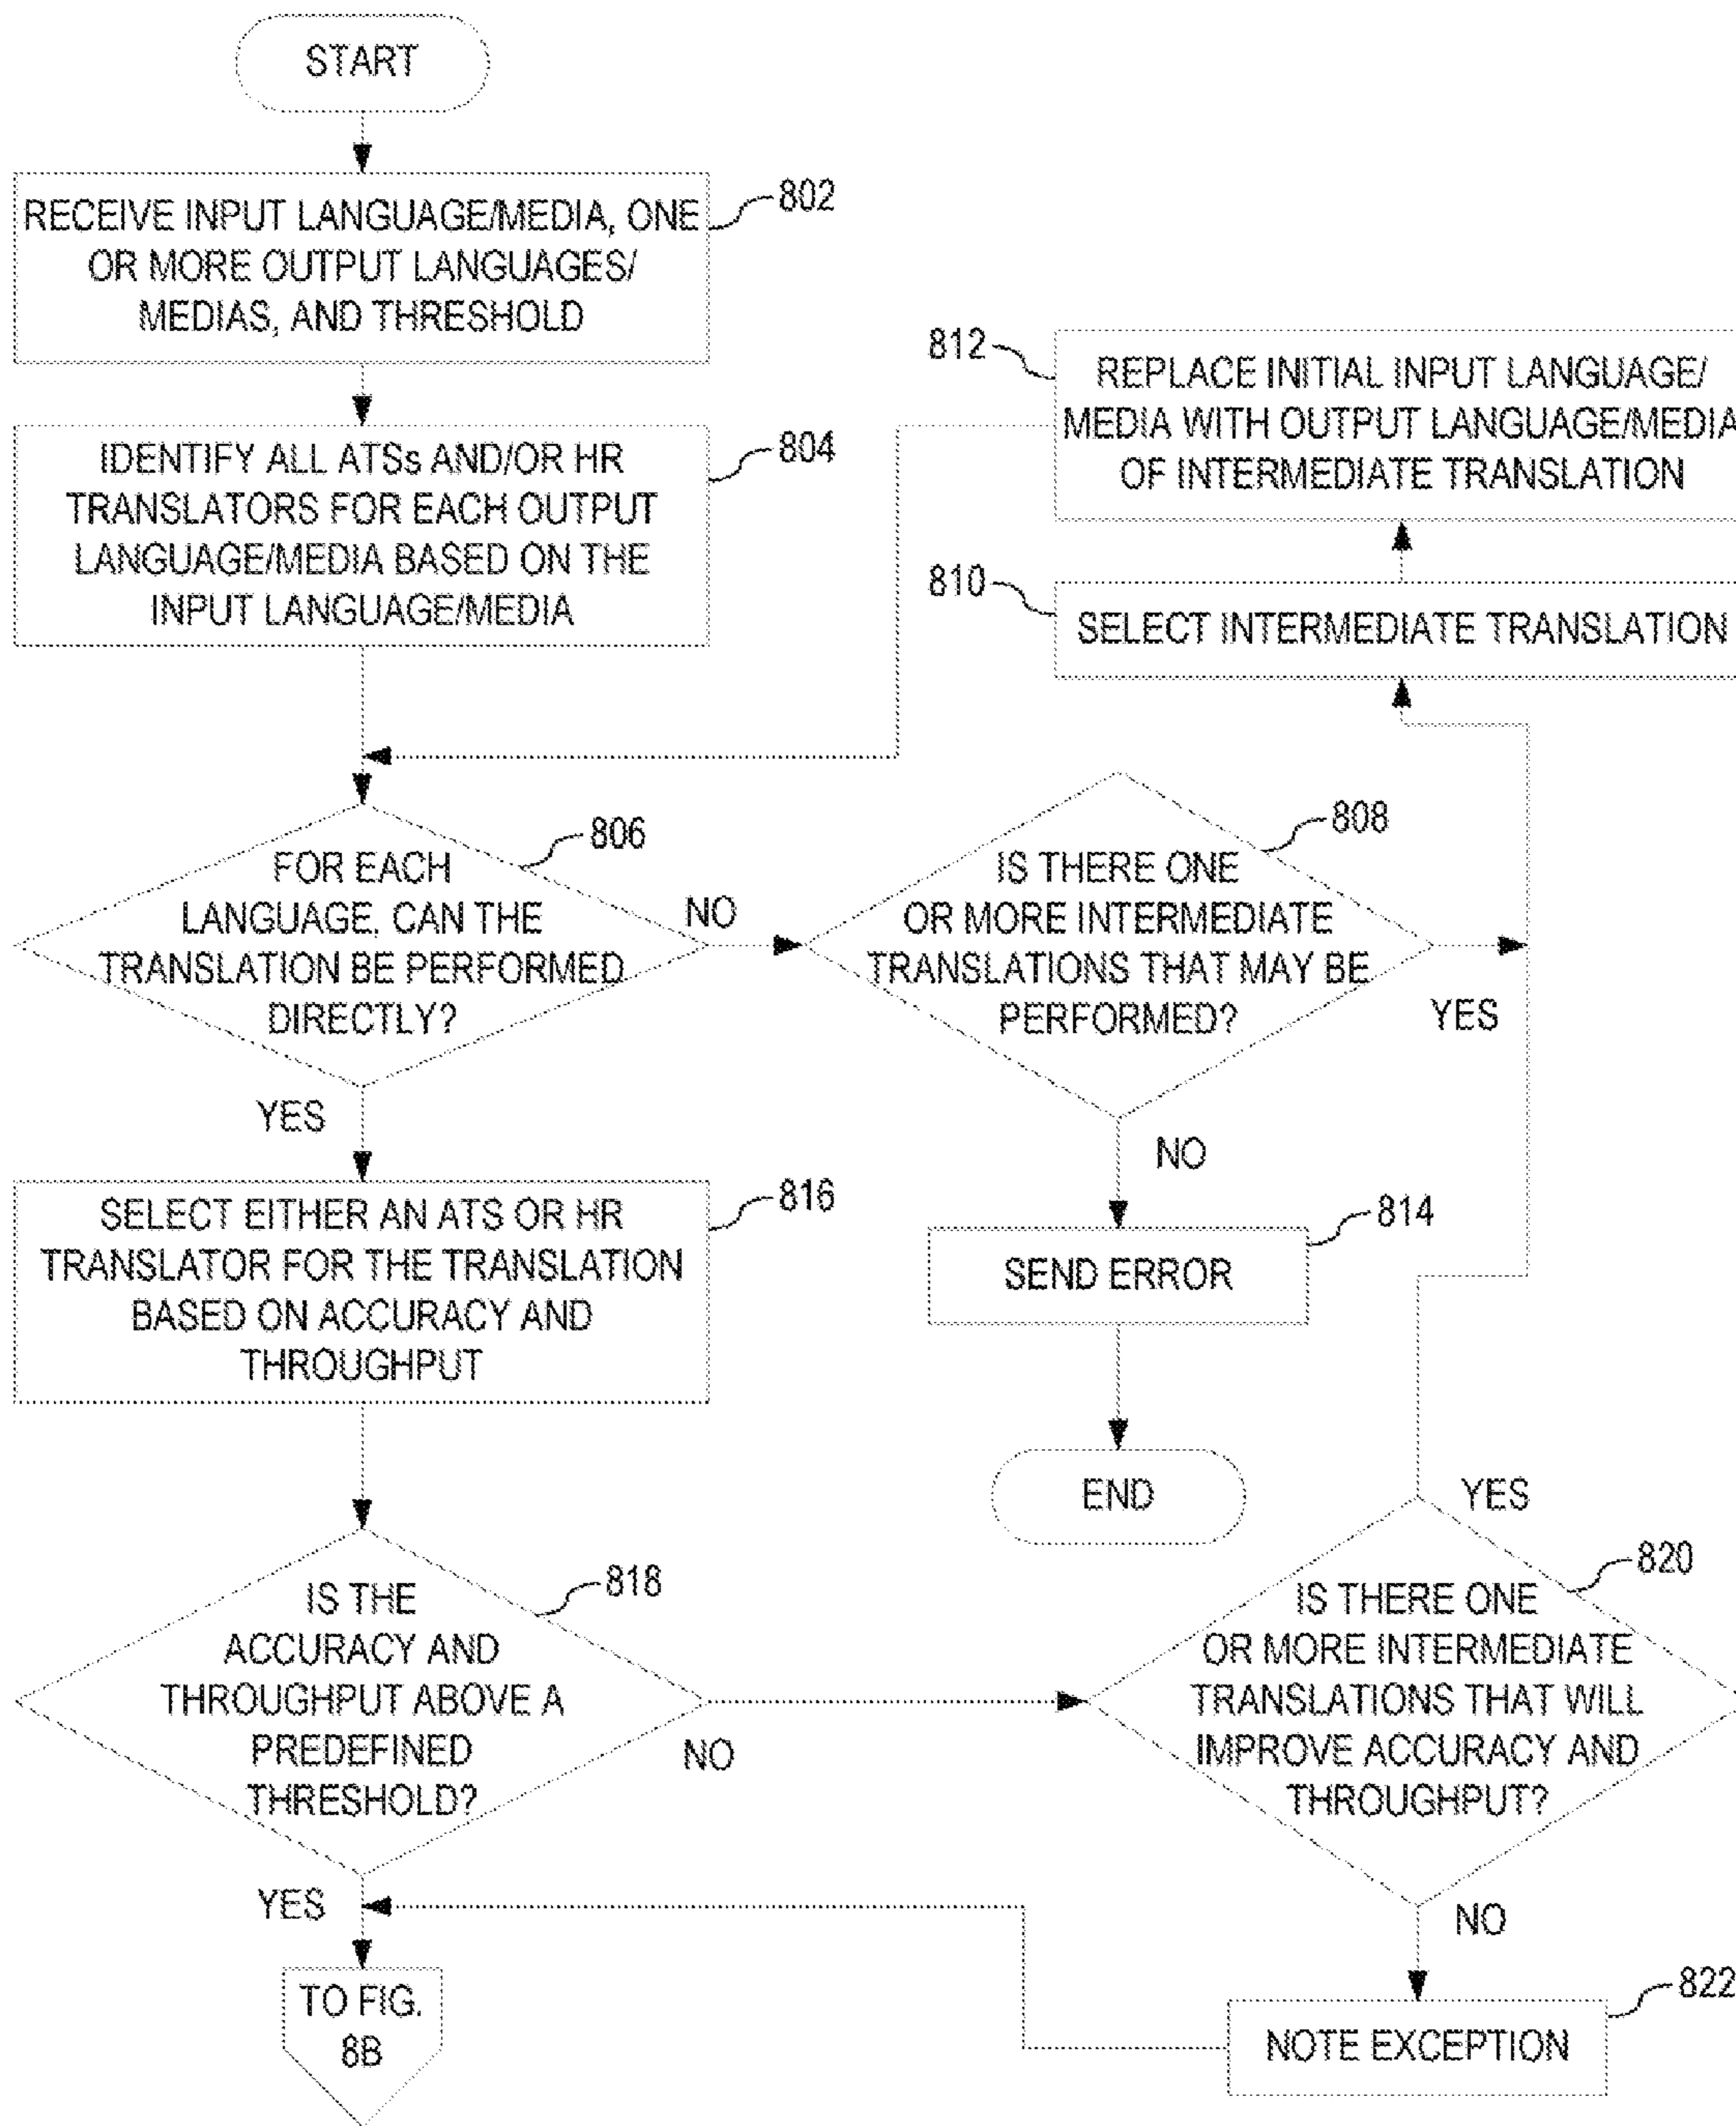 START
RECEIVE INPUT LANGUAGE/MEDIA, ONE
OR MORE OUTPUT LANGUAGES/
MEDIAS, AND THRESHOLD
802
IDENTIFY ALL ATSs AND/OR HR
TRANSLATORS FOR EACH OUTPUT
LANGUAGE/MEDIA BASED ON THE
INPUT LANGUAGE/MEDIA
804
812
REPLACE INITIAL INPUT LANGUAGE/
MEDIA WITH OUTPUT LANGUAGE/MEDIA
OF INTERMEDIATE TRANSLATION
810
SELECT INTERMEDIATE TRANSLATION
806
FOR EACH
LANGUAGE, CAN THE
TRANSLATION BE PERFORMED
DIRECTLY?
NO
YES
808
IS THERE ONE
OR MORE INTERMEDIATE
TRANSLATIONS THAT MAY BE
PERFORMED?
YES
NO
814
SEND ERROR
END
816
SELECT EITHER AN ATS OR HR
TRANSLATOR FOR THE TRANSLATION
BASED ON ACCURACY AND
THROUGHPUT
818
IS THE
ACCURACY AND
THROUGHPUT ABOVE A
PREDEFINED
THRESHOLD?
NO
YES
YES
820
IS THERE ONE
OR MORE INTERMEDIATE
TRANSLATIONS THAT WILL
IMPROVE ACCURACY AND
THROUGHPUT?
NO
822
NOTE EXCEPTION
TO FIG.
8B